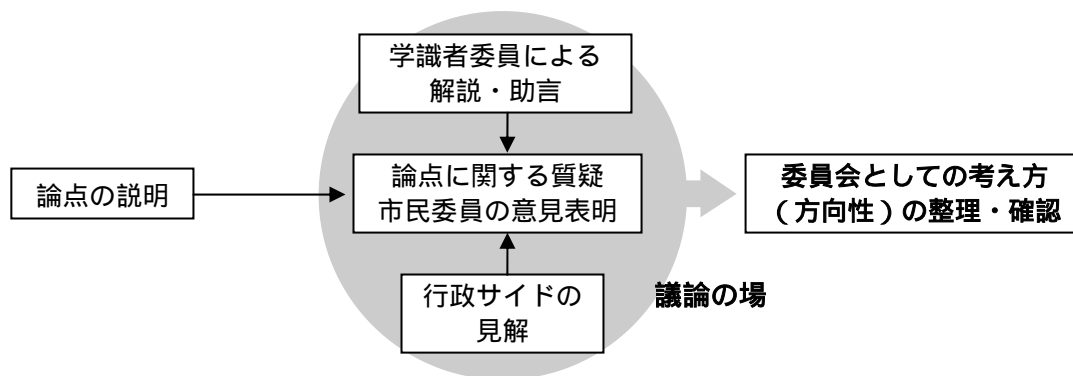 学識者委員による
解説・助言
論点の説明
論点に関する質疑
市民委員の意見表明
委員会としての考え方
(方向性)の整理・確認
行政サイドの
見解
議論の場